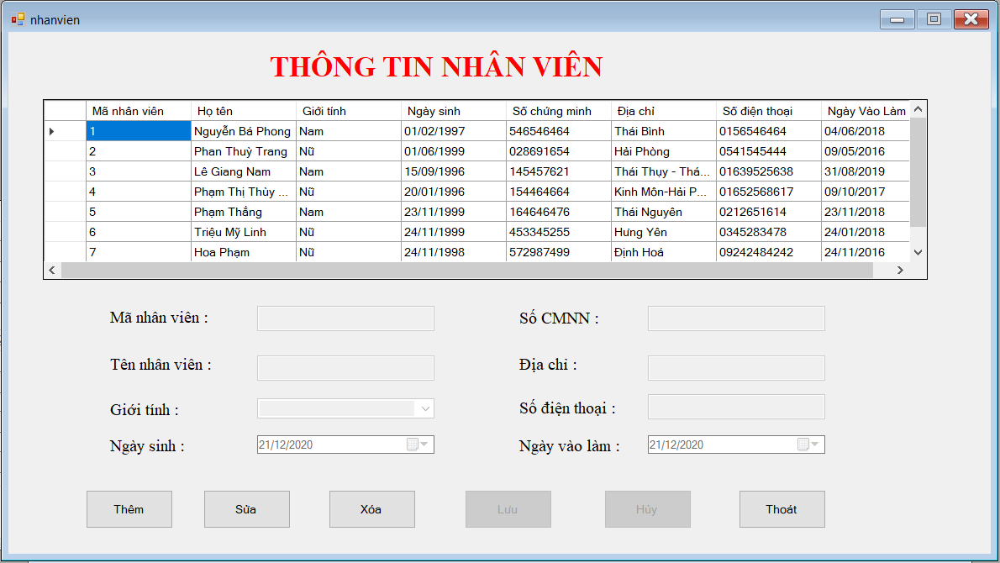 nhanvien
THÔNG TIN NHÂN VIÊN
Mã nhân viên Họ tên Giới tính Ngày sinh Số chứng minh Địa chỉ Số điện thoại Ngày Vào Làm
1 Nguyễn Bá Phong Nam 01/02/1997 546546464 Thái Bình 0156546464 04/06/2018
2 Phan Thuỳ Trang Nữ 01/06/1999 028691654 Hải Phòng 0541545444 09/05/2016
3 Lê Giang Nam Nam 15/09/1996 145457621 Thái Thụy - Thá... 01639525638 31/08/2019
4 Phạm Thị Thùy ... Nữ 20/01/1996 154464664 Kinh Môn-Hải P... 01652568617 09/10/2017
5 Phạm Thắng Nam 23/11/1999 164646476 Thái Nguyên 0212651614 23/11/2018
6 Triệu Mỹ Linh Nữ 24/11/1999 453345255 Hưng Yên 0345283478 24/01/2018
7 Hoa Phạm Nữ 24/11/1998 572987499 Định Hoá 09242484242 24/11/2016
Mã nhân viên : Số CMNN :
Tên nhân viên : Địa chỉ :
Giới tính : Số điện thoại :
Ngày sinh : 21/12/2020 Ngày vào làm : 21/12/2020
Thêm Sửa Xóa Lưu Hủy Thoát